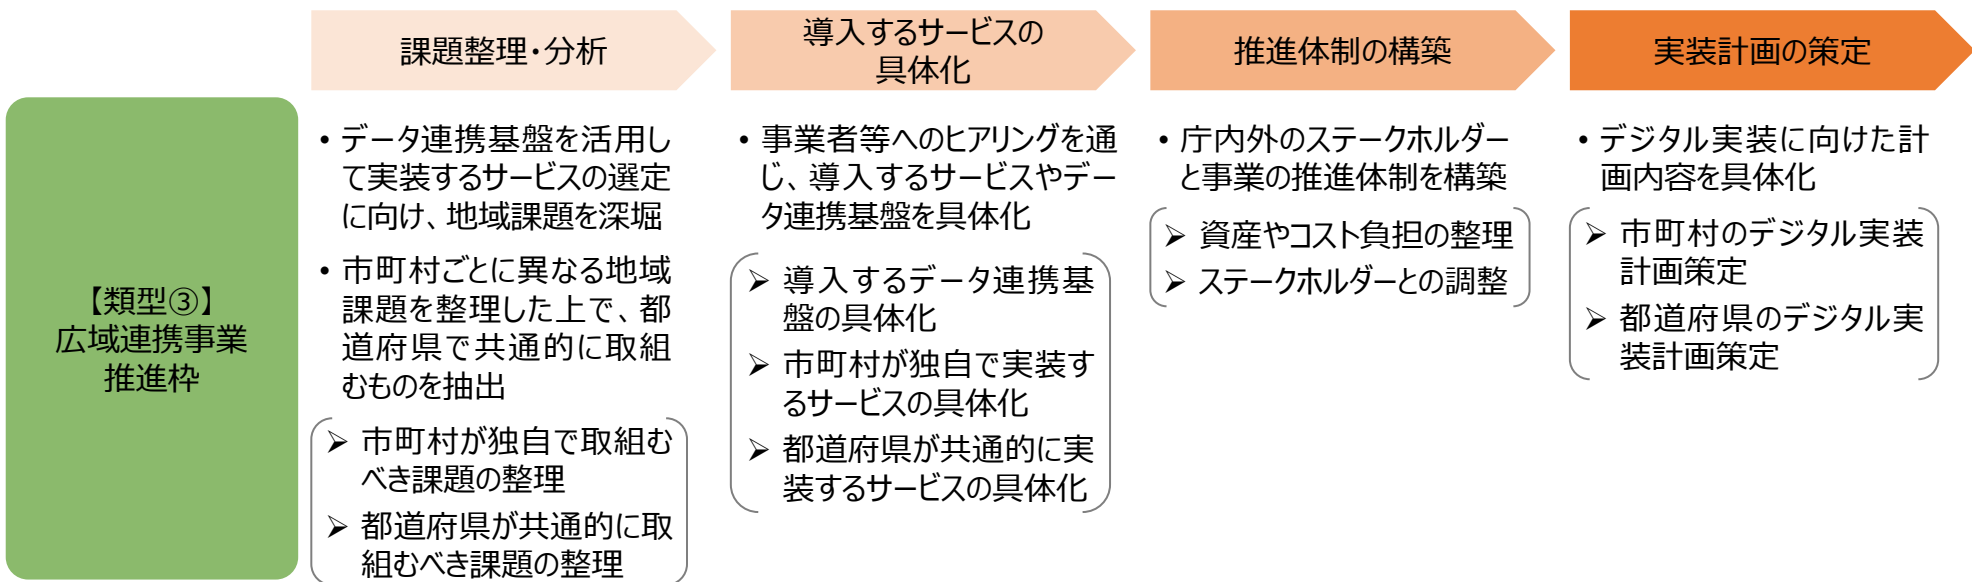 課題整理・分析
導入するサービスの
具体化
推進体制の構築
実装計画の策定
【類型③】
広域連携事業
推進枠
• データ連携基盤を活用し
て実装するサービスの選定
に向け、地域課題を深堀
• 市町村ごとに異なる地域
課題を整理した上で、都
道府県で共通的に取組
むものを抽出
➢ 市町村が独自で取組む
べき課題の整理
➢ 都道府県が共通的に取
組むべき課題の整理
• 事業者等へのヒアリングを通
じ、導入するサービスやデー
タ連携基盤を具体化
➢ 導入するデータ連携基
盤の具体化
➢ 市町村が独自で実装す
るサービスの具体化
➢ 都道府県が共通的に実
装するサービスの具体化
• 庁内外のステークホルダー
と事業の推進体制を構築
➢ 資産やコスト負担の整理
➢ ステークホルダーとの調整
• デジタル実装に向けた計
画内容を具体化
➢ 市町村のデジタル実装
計画策定
➢ 都道府県のデジタル実
装計画策定